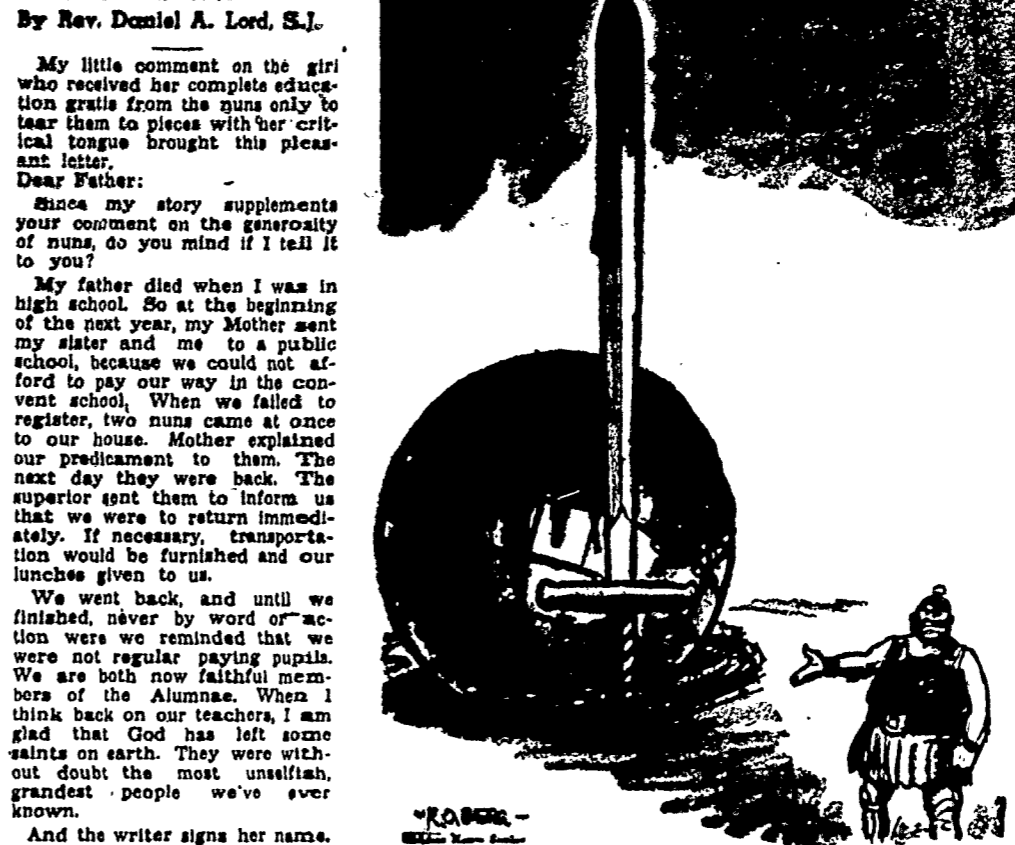 By Rev. Daniel A. Lord, S.J.
My little comment on the girl
who received her complete educa-
tion gratis from the nuns only to
tear them to pieces with her crit-
ical tongue brought this pleas-
ant letter.
Dear Father:
Since my story supplements
your comment on the generosity
of nuns, do you mind if I tell it
to you?
My father died when I was in
high school. So at the beginning
of the next year, my Mother sent
my sister and me to a public
school, because we could not af-
ford to pay our way in the con-
vent school. When we failed to
register, two nuns came at once
to our house. Mother explained
our predicament to them. The
next day they were back. The
superior sent them to inform us
that we were to return immedi-
ately. If necessary, transporta-
tion would be furnished and our
lunches given to us.
We went back, and until we
finished, never by word or ac-
tion were we reminded that we
were not regular paying pupils.
We are both now faithful mem-
bers of the Alumnae. When I
think back on our teachers, I am
glad that God has left some
saints on earth. They were with-
out doubt the most unselfish,
grandest people we've ever
known.
And the writer signs her name.